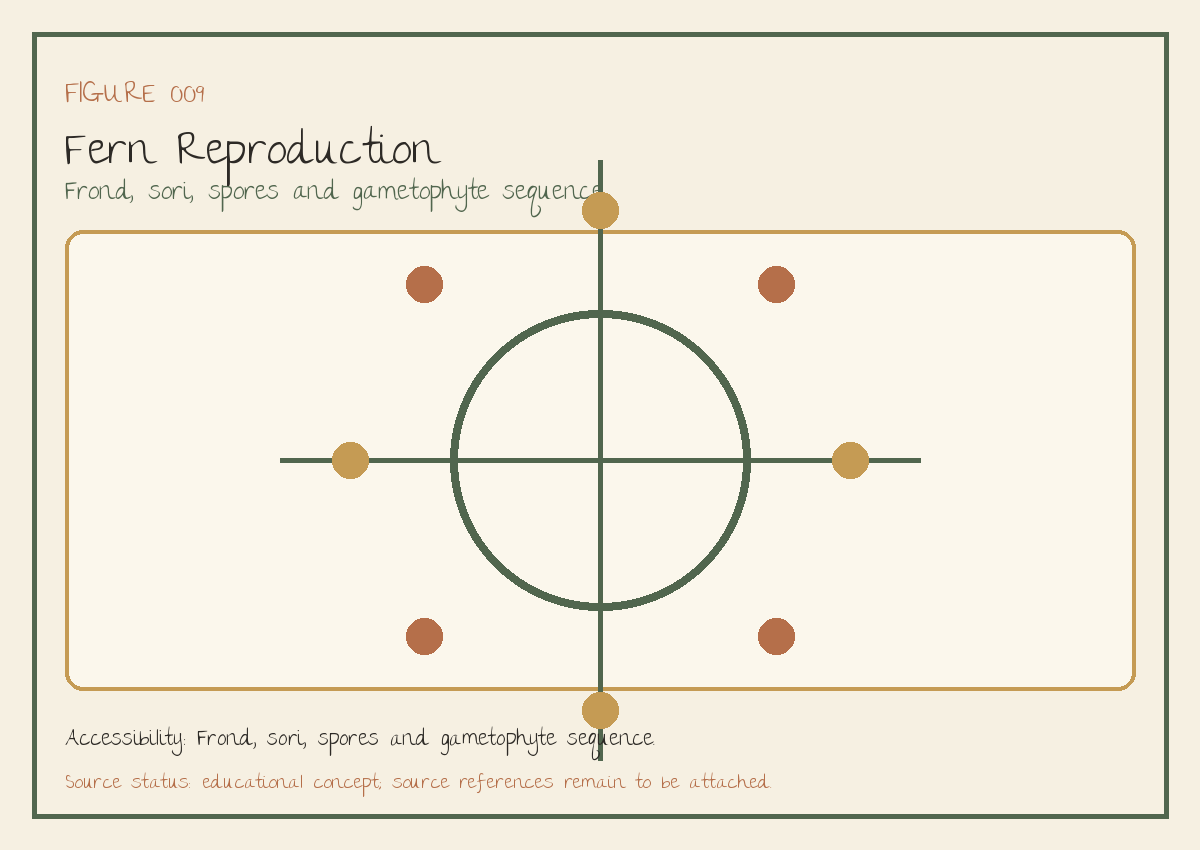 FIGURE 009
Fern Reproduction
Frond, sori, spores and gametophyte sequence
Accessibility: Frond, sori, spores and gametophyte sequence.
Source status: educational concept; source references remain to be attached.